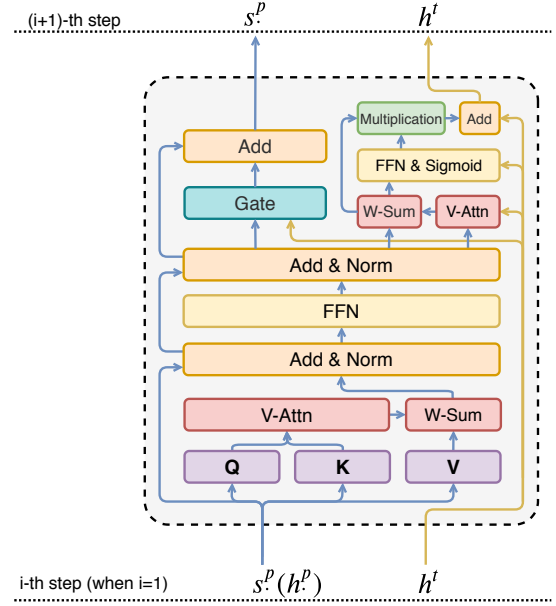 (i+1)-th step s.^p h^t
Multiplication Add
Add FFN & Sigmoid
Gate W-Sum V-Attn
Add & Norm
FFN
Add & Norm
V-Attn W-Sum
Q K V
i-th step (when i=1) s.^p(h.^p) h^t